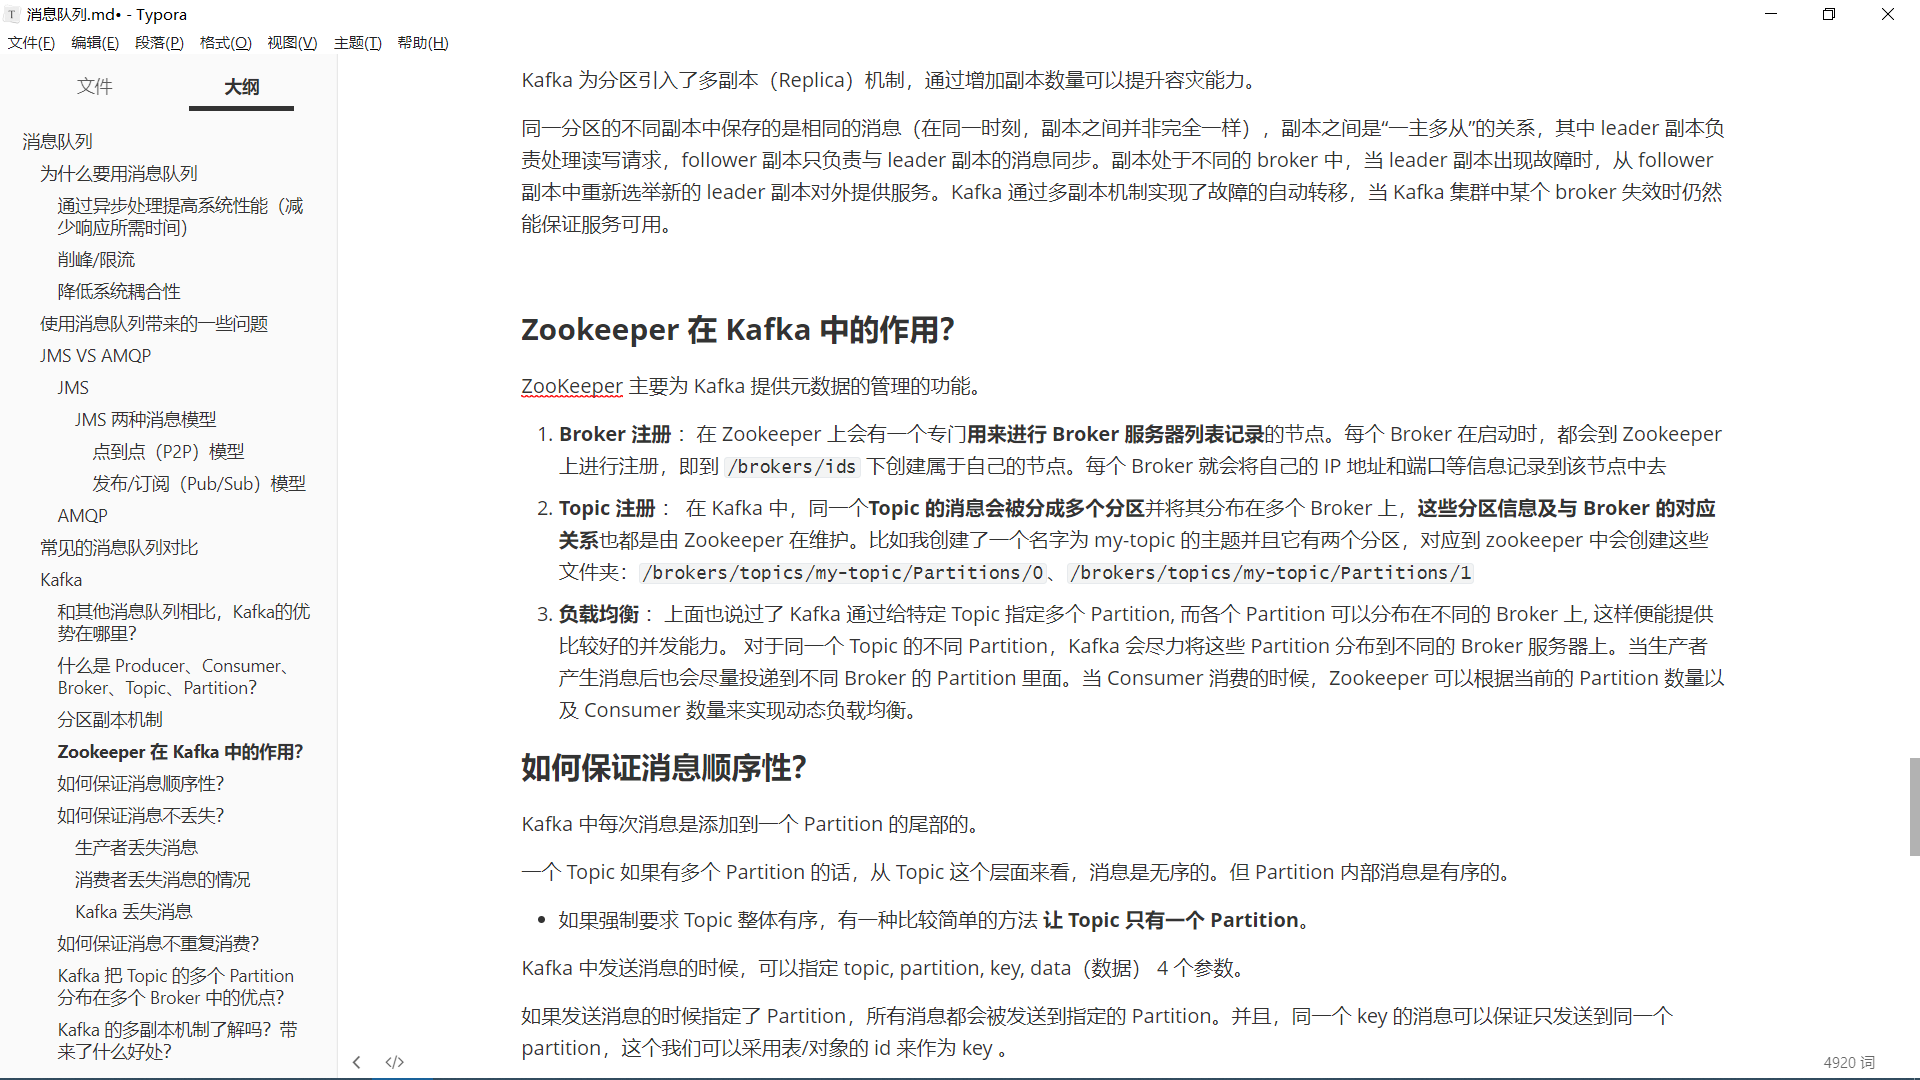 消息队列.md• - Typora
文件(F) 编辑(E) 段落(P) 格式(O) 视图(V) 主题(T) 帮助(H)
文件 大纲
消息队列
为什么要用消息队列
通过异步处理提高系统性能（减
少响应所需时间）
削峰/限流
降低系统耦合性
使用消息队列带来的一些问题
JMS VS AMQP
JMS
JMS 两种消息模型
点到点（P2P）模型
发布/订阅（Pub/Sub）模型
AMQP
常见的消息队列对比
Kafka
和其他消息队列相比，Kafka的优
势在哪里？
什么是 Producer、Consumer、
Broker、Topic、Partition？
分区副本机制
Zookeeper 在 Kafka 中的作用？
如何保证消息顺序性？
如何保证消息不丢失？
生产者丢失消息
消费者丢失消息的情况
Kafka 丢失消息
如何保证消息不重复消费？
Kafka 把 Topic 的多个 Partition
分布在多个 Broker 中的优点？
Kafka 的多副本机制了解吗？带
来了什么好处？
Kafka 为分区引入了多副本（Replica）机制，通过增加副本数量可以提升容灾能力。
同一分区的不同副本中保存的是相同的消息（在同一时刻，副本之间并非完全一样），副本之间是“一主多从”的关系，其中 leader 副本负
责处理读写请求，follower 副本只负责与 leader 副本的消息同步。副本处于不同的 broker 中，当 leader 副本出现故障时，从 follower
副本中重新选举新的 leader 副本对外提供服务。Kafka 通过多副本机制实现了故障的自动转移，当 Kafka 集群中某个 broker 失效时仍然
能保证服务可用。
Zookeeper 在 Kafka 中的作用？
ZooKeeper 主要为 Kafka 提供元数据的管理的功能。
1. Broker 注册 ：在 Zookeeper 上会有一个专门用来进行 Broker 服务器列表记录的节点。每个 Broker 在启动时，都会到 Zookeeper
上进行注册，即到 /brokers/ids 下创建属于自己的节点。每个 Broker 就会将自己的 IP 地址和端口等信息记录到该节点中去
2. Topic 注册 ： 在 Kafka 中，同一个Topic 的消息会被分成多个分区并将其分布在多个 Broker 上，这些分区信息及与 Broker 的对应
关系也都是由 Zookeeper 在维护。比如我创建了一个名字为 my-topic 的主题并且它有两个分区，对应到 zookeeper 中会创建这些
文件夹：/brokers/topics/my-topic/Partitions/0、/brokers/topics/my-topic/Partitions/1
3. 负载均衡 ：上面也说过了 Kafka 通过给特定 Topic 指定多个 Partition, 而各个 Partition 可以分布在不同的 Broker 上, 这样便能提供
比较好的并发能力。 对于同一个 Topic 的不同 Partition，Kafka 会尽力将这些 Partition 分布到不同的 Broker 服务器上。当生产者
产生消息后也会尽量投递到不同 Broker 的 Partition 里面。当 Consumer 消费的时候，Zookeeper 可以根据当前的 Partition 数量以
及 Consumer 数量来实现动态负载均衡。
如何保证消息顺序性？
Kafka 中每次消息是添加到一个 Partition 的尾部的。
一个 Topic 如果有多个 Partition 的话，从 Topic 这个层面来看，消息是无序的。但 Partition 内部消息是有序的。
• 如果强制要求 Topic 整体有序，有一种比较简单的方法 让 Topic 只有一个 Partition。
Kafka 中发送消息的时候，可以指定 topic, partition, key, data（数据） 4 个参数。
如果发送消息的时候指定了 Partition，所有消息都会被发送到指定的 Partition。并且，同一个 key 的消息可以保证只发送到同一个
partition，这个我们可以采用表/对象的 id 来作为 key 。
4920 词